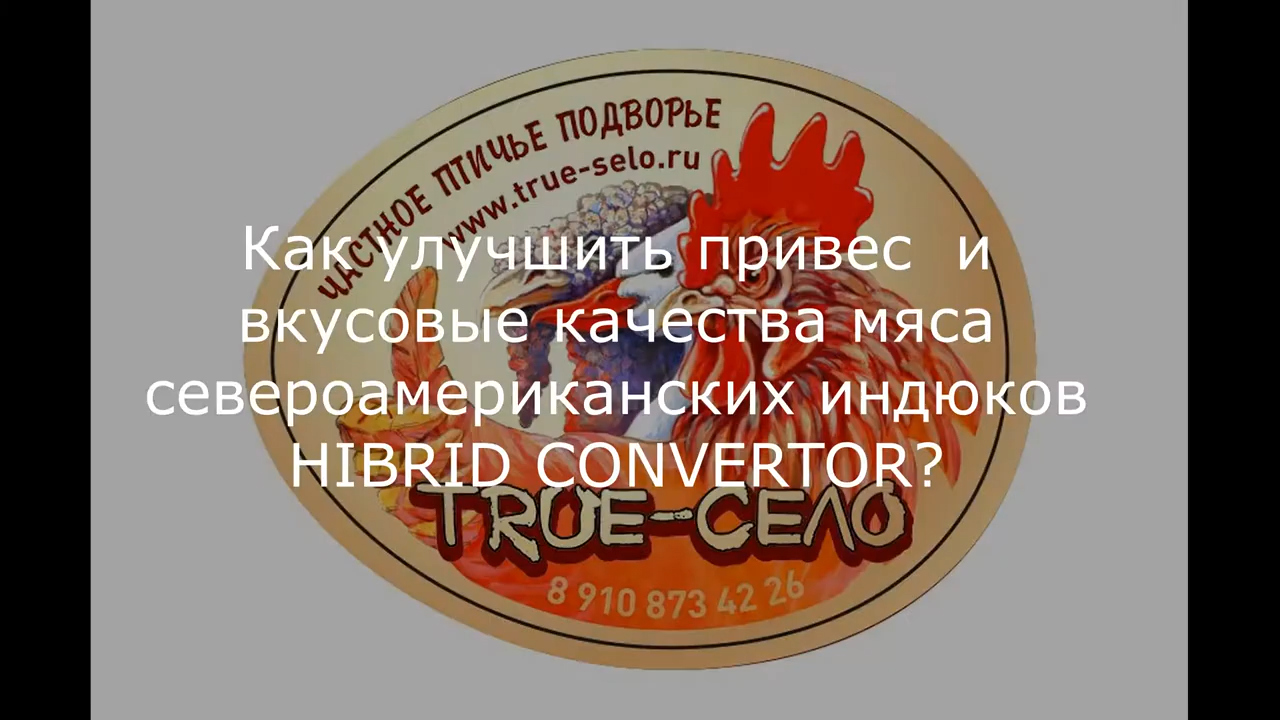 ЧАСТНОЕ ПТИЧЬЕ ПОДВОРЬЕ
www.true-selo.ru
Как улучшить привес и
вкусовые качества мяса
североамериканских индюков
HIBRID CONVERTOR?
TRUE-СЕЛО
8 910 873 42 26